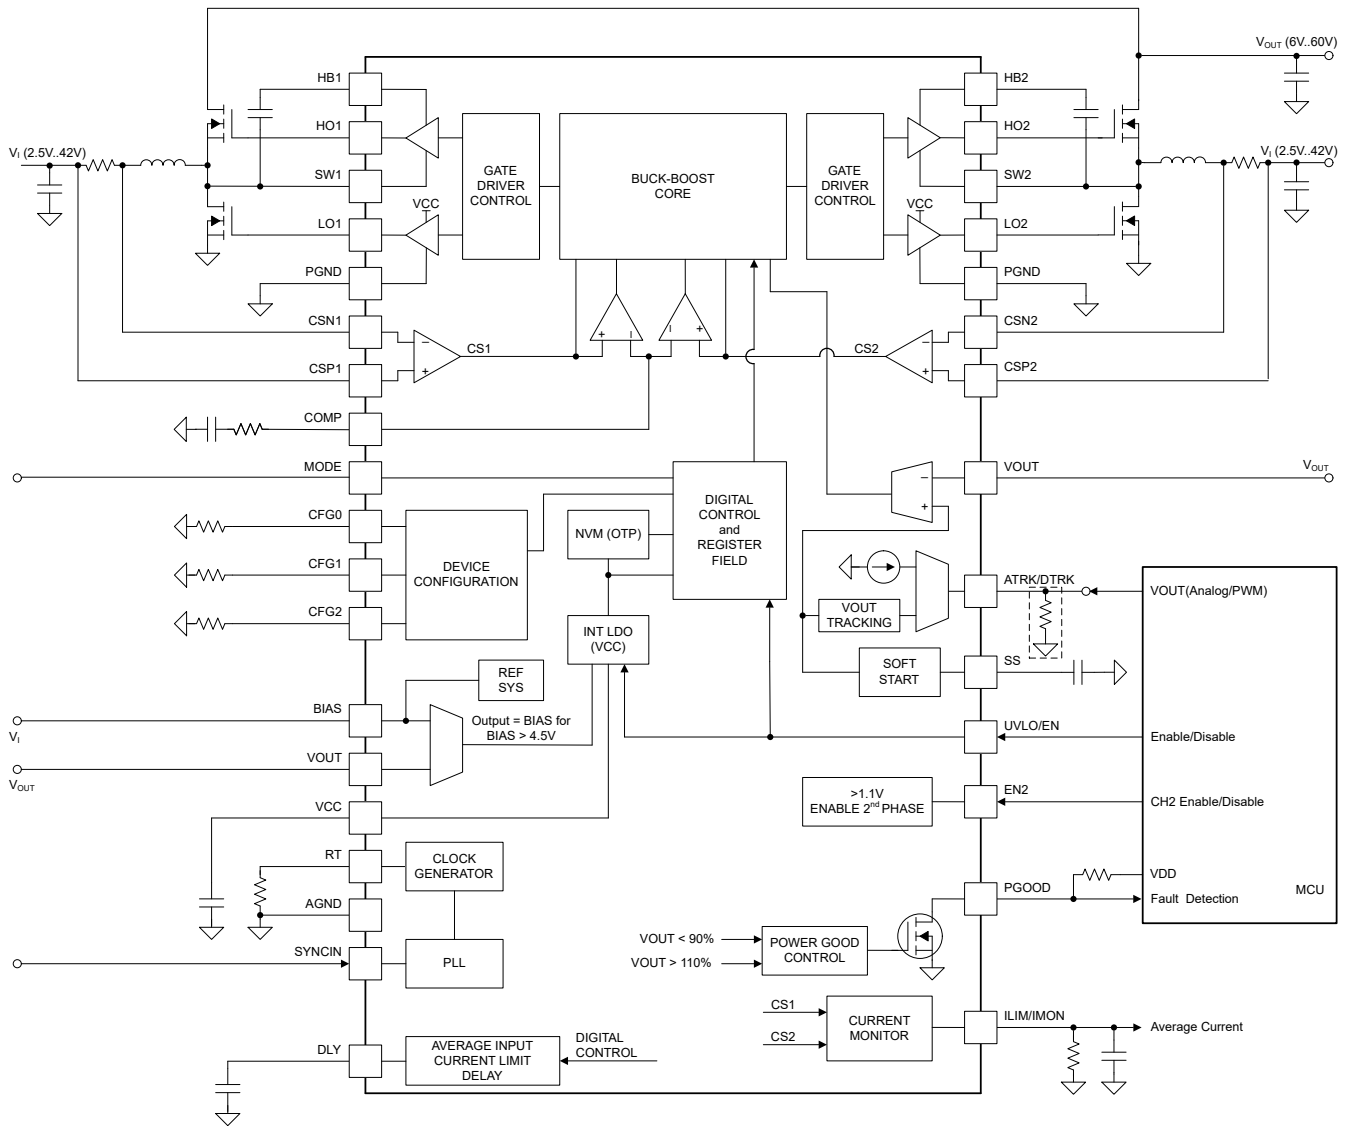 V_OUT (6V..60V)
HB1
HB2
HO1
HO2
V_I (2.5V..42V)
V_I (2.5V..42V)
BUCK-BOOST
CORE
GATE
DRIVER
CONTROL
GATE
DRIVER
CONTROL
SW1
SW2
VCC
VCC
LO1
LO2
PGND
PGND
CSN1
CSN2
+
–
–
+
CS1
CS2
–
+
–
+
CSP1
CSP2
COMP
MODE
VOUT
V_OUT
–
+
DIGITAL
CONTROL
and
REGISTER
FIELD
CFG0
NVM (OTP)
CFG1
DEVICE
CONFIGURATION
ATRK/DTRK
VOUT(Analog/PWM)
CFG2
VOUT
TRACKING
INT LDO
(VCC)
SOFT
START
SS
REF
SYS
BIAS
V_I
Output = BIAS for
BIAS > 4.5V
UVLO/EN
Enable/Disable
VOUT
V_OUT
VCC
>1.1V
ENABLE 2nd PHASE
EN2
CH2 Enable/Disable
RT
CLOCK
GENERATOR
AGND
PGOOD
VDD
Fault Detection
MCU
VOUT < 90%
VOUT > 110%
POWER GOOD
CONTROL
SYNCIN
PLL
CS1
CS2
CURRENT
MONITOR
ILIM/IMON
Average Current
DLY
AVERAGE INPUT
CURRENT LIMIT
DELAY
DIGITAL
CONTROL